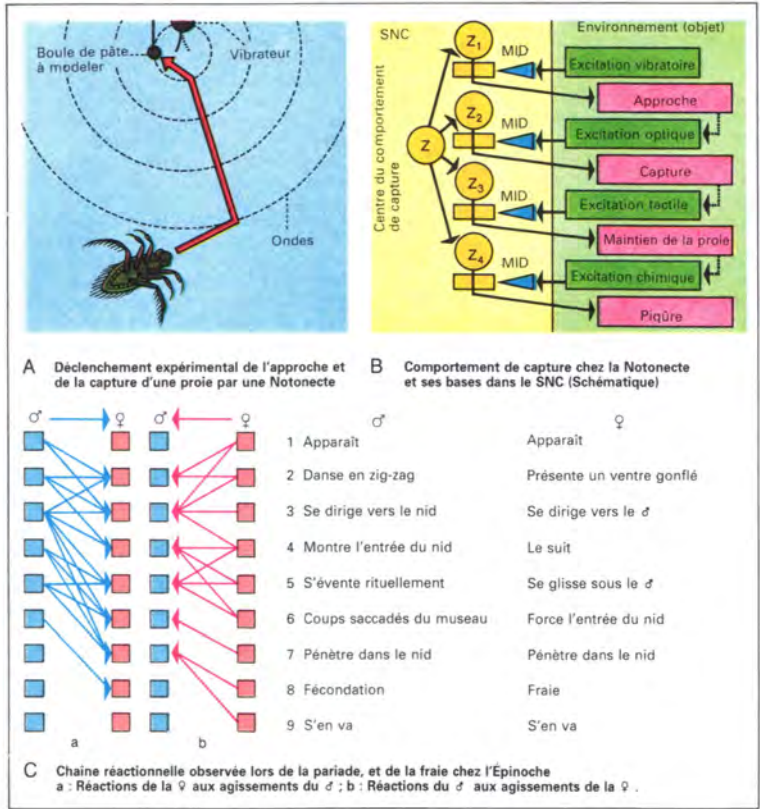 Boule de pâte
à modeler
Vibrateur
Ondes
SNC
Environnement (objet)
Centre du comportement
de capture
Z
Z1
MID
Excitation vibratoire
Approche
Z2
MID
Excitation optique
Capture
Z3
MID
Excitation tactile
Maintien de la proie
Z4
MID
Excitation chimique
Piqûre
A Déclenchement expérimental de l'approche et
de la capture d'une proie par une Notonecte
B Comportement de capture chez la Notonecte
et ses bases dans le SNC (Schématique)
♂ ♀ ♂ ♀ ♂ ♀
1 Apparaît Apparaît
2 Danse en zig-zag Présente un ventre gonflé
3 Se dirige vers le nid Se dirige vers le ♂
4 Montre l'entrée du nid Le suit
5 S'évente rituellement Se glisse sous le ♂
6 Coups saccadés du museau Force l'entrée du nid
7 Pénètre dans le nid Pénètre dans le nid
8 Fécondation Fraie
9 S'en va S'en va
a b
C Chaîne réactionnelle observée lors de la pariade, et de la fraie chez l'Épinoche
a : Réactions de la ♀ aux agissements du ♂ ; b : Réactions du ♂ aux agissements de la ♀ .